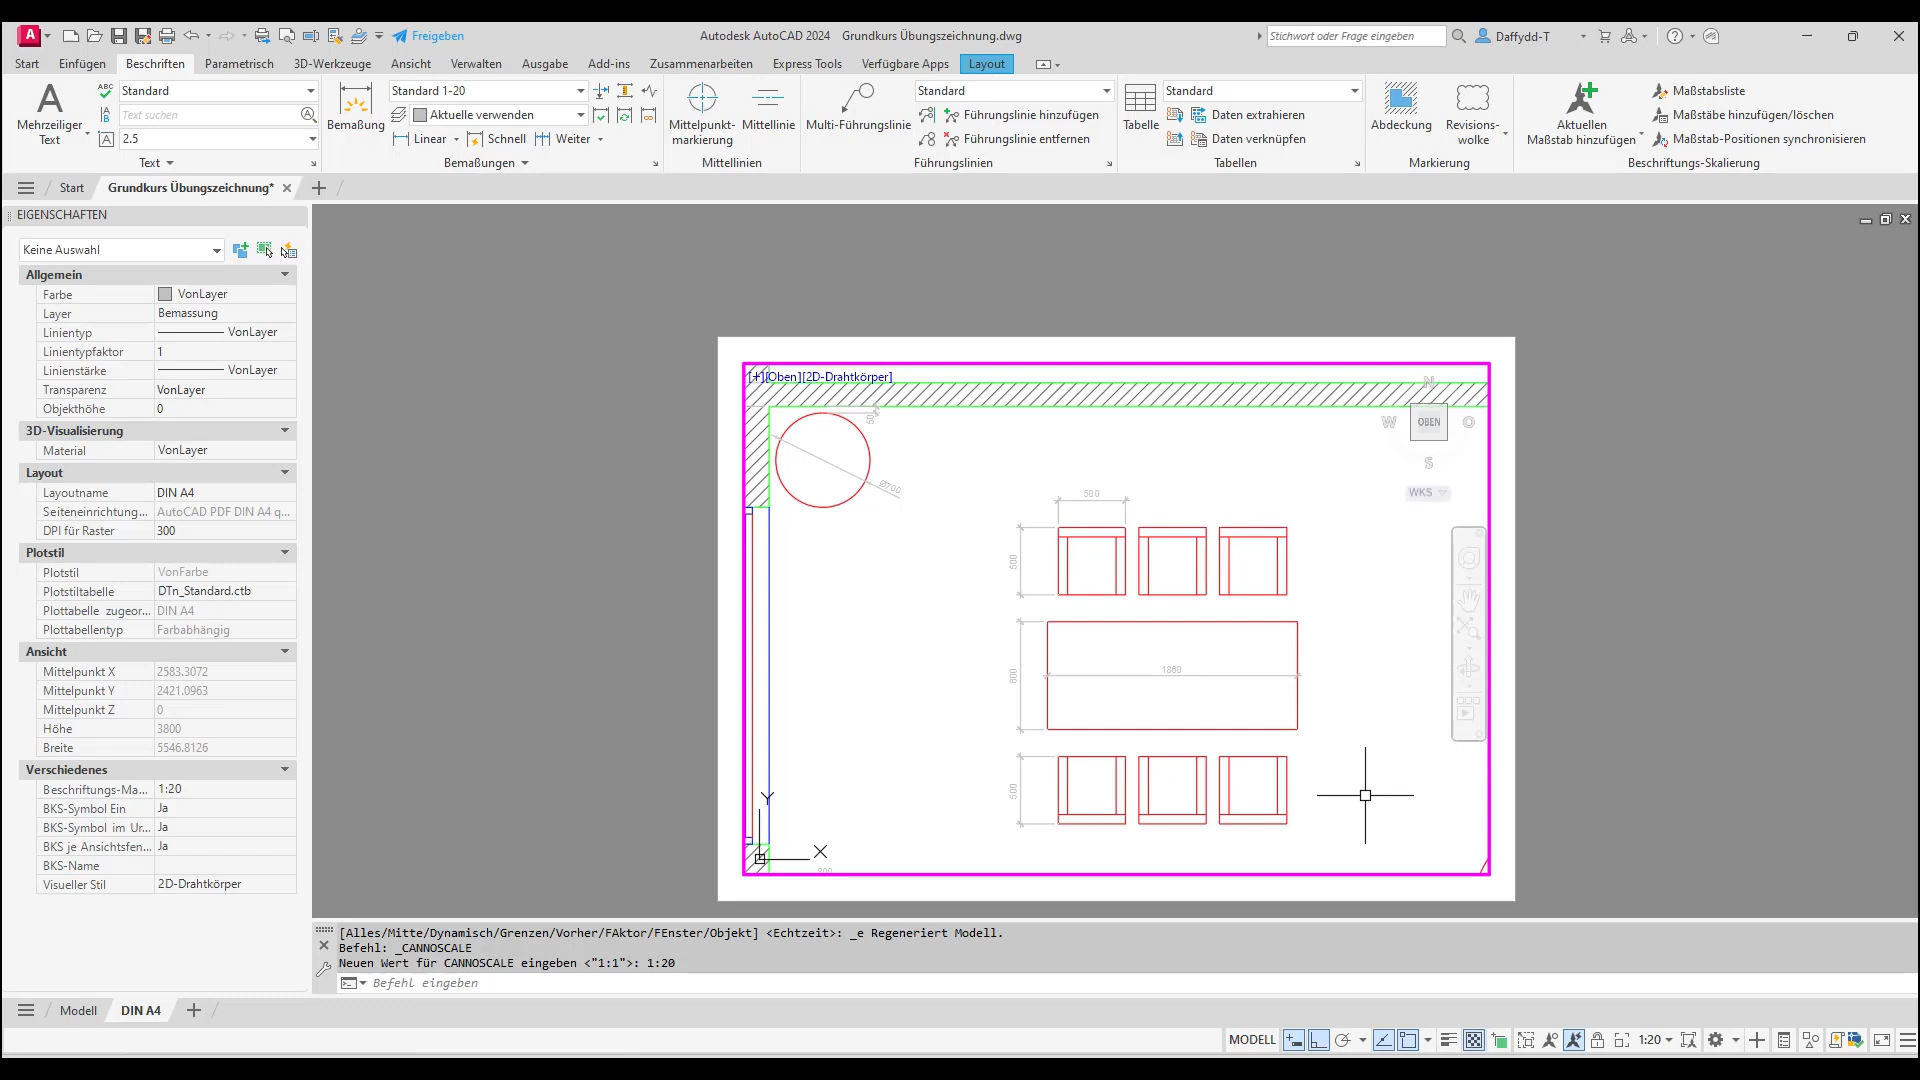 Freigeben
Autodesk AutoCAD 2024 Grundkurs Übungszeichnung.dwg
Stichwort oder Frage eingeben
Daffydd-T
Start Einfügen Beschriften Parametrisch 3D-Werkzeuge Ansicht Verwalten Ausgabe Add-ins Zusammenarbeiten Express Tools Verfügbare Apps Layout
Mehrzeiliger Text
Standard
Text suchen
2.5
Text
Bemaßung
Standard 1-20
Aktuelle verwenden
Linear Schnell Weiter
Bemaßungen
Mittelpunkt-markierung
Mittellinie
Mittellinien
Multi-Führungslinie
Standard
Führungslinie hinzufügen
Führungslinie entfernen
Führungslinien
Tabelle
Standard
Daten extrahieren
Daten verknüpfen
Tabellen
Abdeckung
Revisions-wolke
Markierung
Aktuellen Maßstab hinzufügen
Maßstabsliste
Maßstäbe hinzufügen/löschen
Maßstab-Positionen synchronisieren
Beschriftungs-Skalierung
Start Grundkurs Übungszeichnung*
EIGENSCHAFTEN
Keine Auswahl
Allgemein
Farbe VonLayer
Layer Bemassung
Linientyp VonLayer
Linientypfaktor 1
Linienstärke VonLayer
Transparenz VonLayer
Objekthöhe 0
3D-Visualisierung
Material VonLayer
Layout
Layoutname DIN A4
Seiteneinrichtung... AutoCAD PDF DIN A4 q...
DPI für Raster 300
Plotstil
Plotstil VonFarbe
Plotstiltabelle DTn_Standard.ctb
Plottabelle zugeor... DIN A4
Plottabellentyp Farbabhängig
Ansicht
Mittelpunkt X 2583.3072
Mittelpunkt Y 2421.0963
Mittelpunkt Z 0
Höhe 3800
Breite 5546.8126
Verschiedenes
Beschriftungs-Ma... 1:20
BKS-Symbol Ein Ja
BKS-Symbol im Ur... Ja
BKS je Ansichtsfen... Ja
BKS-Name
Visueller Stil 2D-Drahtkörper
[+][Oben][2D-Drahtkörper]
N
W OBEN O
S
WKS
50
Ø700
500
500
800
1860
500
Y
X
800
[Alles/Mitte/Dynamisch/Grenzen/Vorher/FAktor/FEnster/Objekt] <Echtzeit>: _e Regeneriert Modell.
Befehl: _CANNOSCALE
Neuen Wert für CANNOSCALE eingeben <"1:1">: 1:20
Befehl eingeben
Modell DIN A4
MODELL
1:20